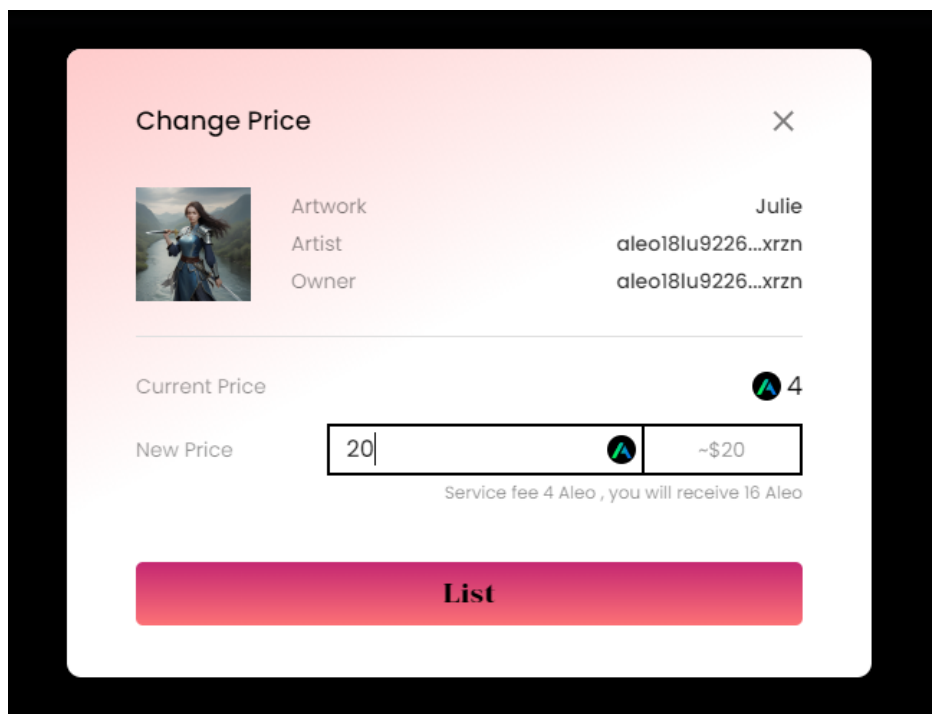 Change Price
Artwork Julie
Artist aleo18lu9226...xrzn
Owner aleo18lu9226...xrzn
Current Price 4
New Price 20 ~$20
Service fee 4 Aleo , you will receive 16 Aleo
List